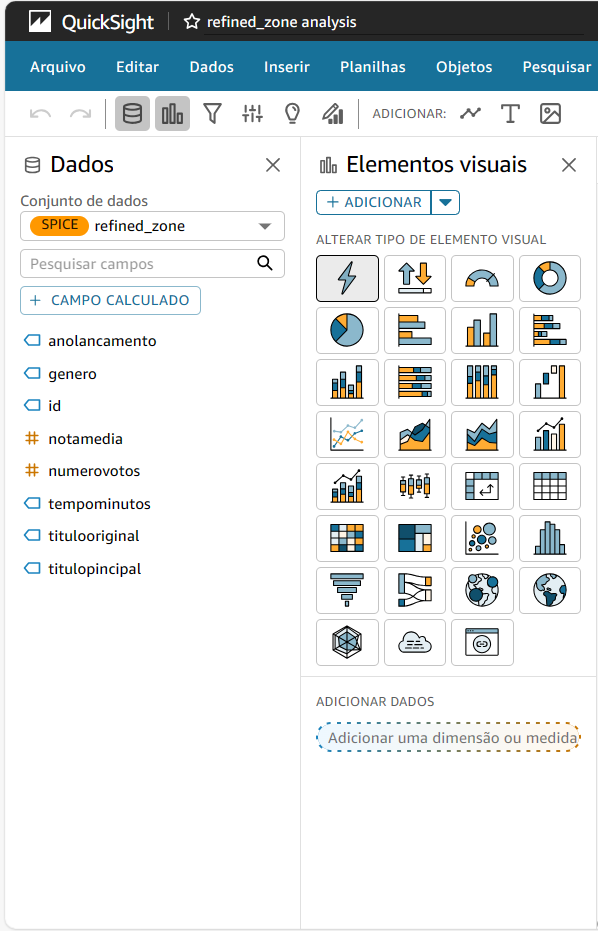 QuickSight refined_zone analysis
Arquivo Editar Dados Inserir Planilhas Objetos Pesquisar
ADICIONAR: T
Dados
Conjunto de dados
SPICE refined_zone
Pesquisar campos
+ CAMPO CALCULADO
anolancamento
genero
id
notamedia
numerovotos
tempominutos
titulooriginal
titulopincipal
Elementos visuais
+ ADICIONAR
ALTERAR TIPO DE ELEMENTO VISUAL
ADICIONAR DADOS
Adicionar uma dimensão ou medida